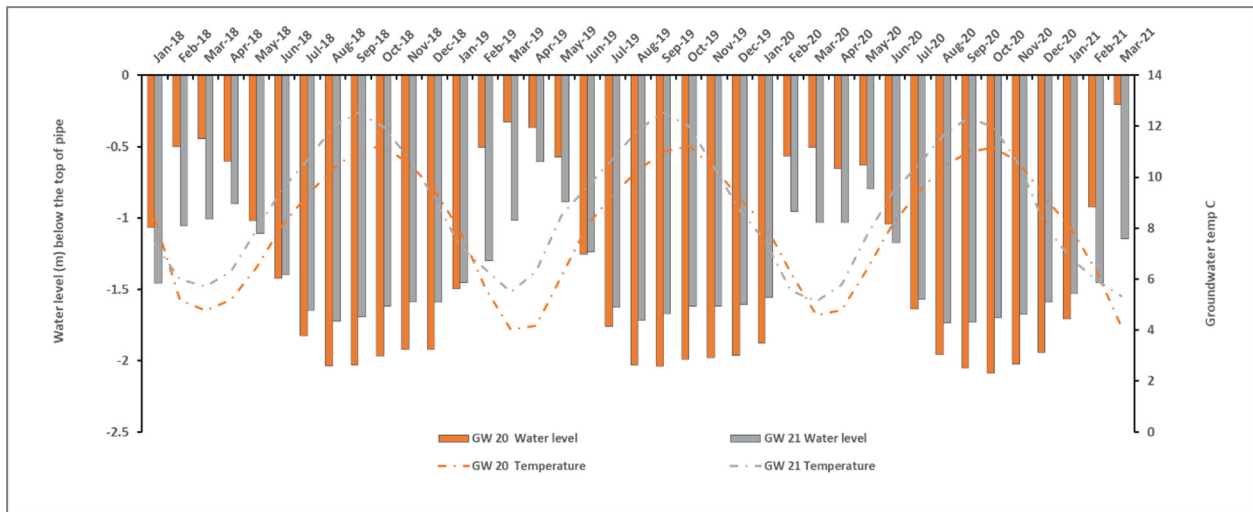 Jan-18
Feb-18
Mar-18
Apr-18
May-18
Jun-18
Jul-18
Aug-18
Sep-18
Oct-18
Nov-18
Dec-18
Jan-19
Feb-19
Mar-19
Apr-19
May-19
Jun-19
Jul-19
Aug-19
Sep-19
Oct-19
Nov-19
Dec-19
Jan-20
Feb-20
Mar-20
Apr-20
May-20
Jun-20
Jul-20
Aug-20
Sep-20
Oct-20
Nov-20
Dec-20
Jan-21
Feb-21
Mar-21
Water level (m) below the top of pipe
0
-0.5
-1
-1.5
-2
-2.5
14
12
10
8
6
4
2
0
Groundwater temp C
GW 20 Water level
GW 21 Water level
GW 20 Temperature
GW 21 Temperature